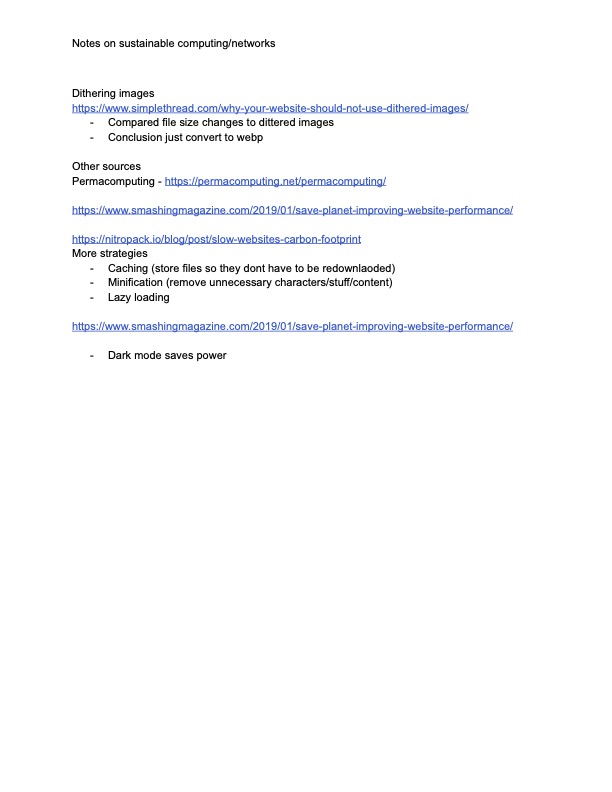 Notes on sustainable computing/networks
Dithering images
https://www.simplethread.com/why-your-website-should-not-use-dithered-images/
- Compared file size changes to dittered images
- Conclusion just convert to webp
Other sources
Permacomputing - https://permacomputing.net/permacomputing/
https://www.smashingmagazine.com/2019/01/save-planet-improving-website-performance/
https://nitropack.io/blog/post/slow-websites-carbon-footprint
More strategies
- Caching (store files so they dont have to be redownlaoded)
- Minification (remove unnecessary characters/stuff/content)
- Lazy loading
https://www.smashingmagazine.com/2019/01/save-planet-improving-website-performance/
- Dark mode saves power